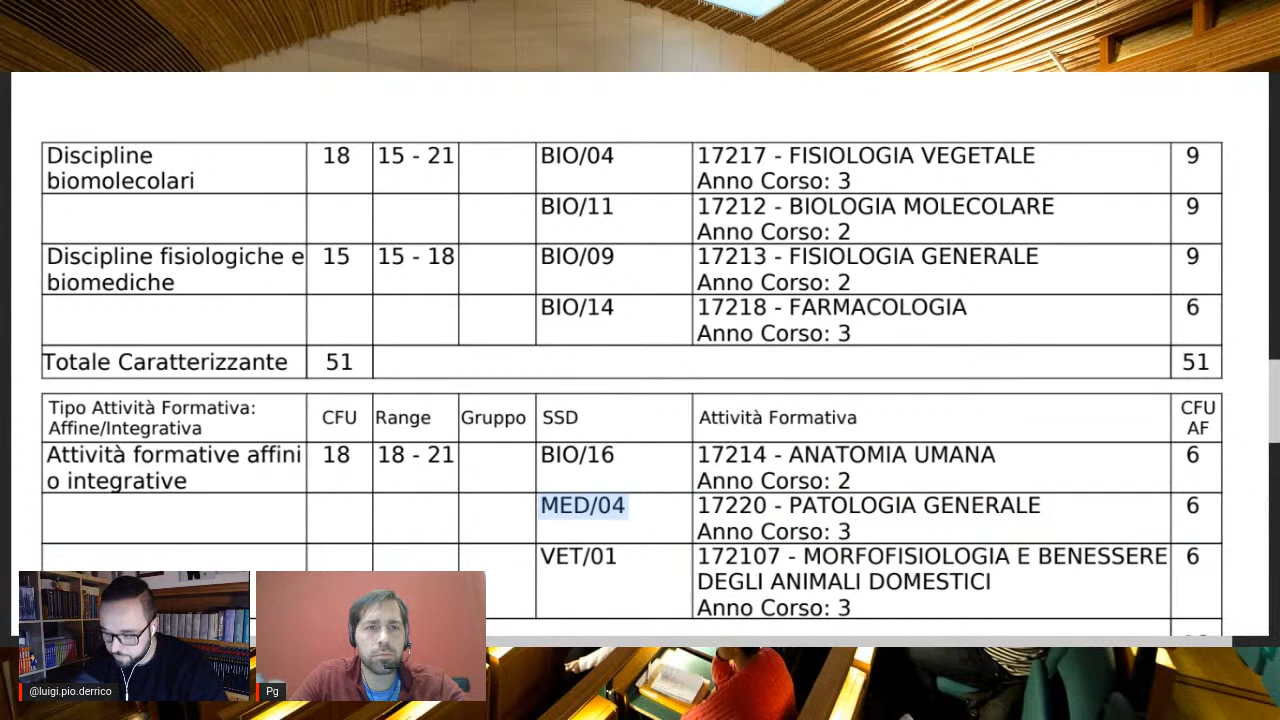 Discipline 18 15 - 21 BIO/04 17217 - FISIOLOGIA VEGETALE 9
biomolecolari Anno Corso: 3
BIO/11 17212 - BIOLOGIA MOLECOLARE 9
Anno Corso: 2
Discipline fisiologiche e 15 15 - 18 BIO/09 17213 - FISIOLOGIA GENERALE 9
biomediche Anno Corso: 2
BIO/14 17218 - FARMACOLOGIA 6
Anno Corso: 3
Totale Caratterizzante 51 51
Tipo Attività Formativa: CFU Range Gruppo SSD Attività Formativa CFU
Affine/Integrativa AF
Attività formative affini 18 18 - 21 BIO/16 17214 - ANATOMIA UMANA 6
o integrative Anno Corso: 2
MED/04 17220 - PATOLOGIA GENERALE 6
Anno Corso: 3
VET/01 172107 - MORFOFISIOLOGIA E BENESSERE 6
DEGLI ANIMALI DOMESTICI
Anno Corso: 3
@luigi.pio.derrico
Pg